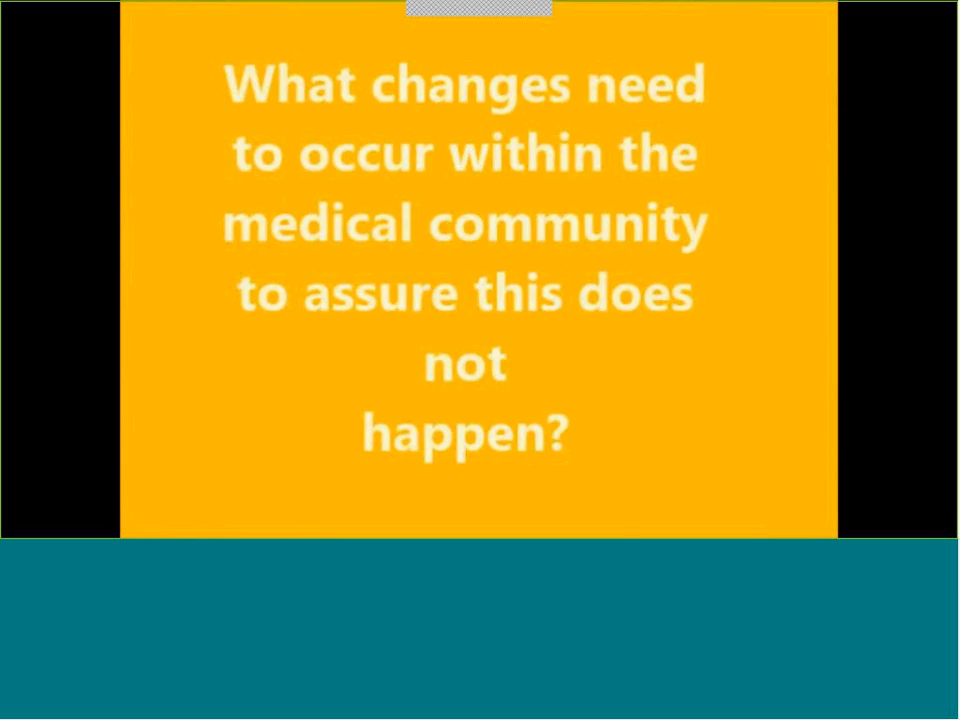 What changes need
to occur within the
medical community
to assure this does
not
happen?